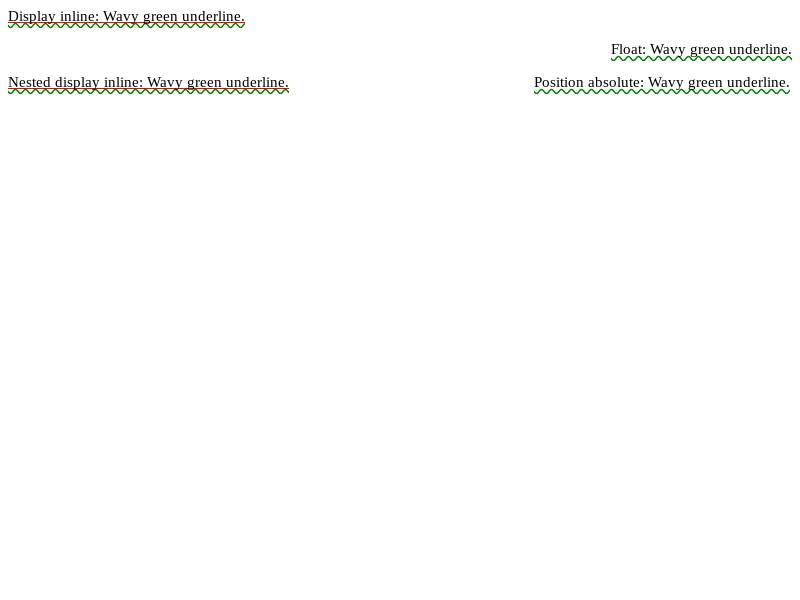 Display inline: Wavy green underline.
Float: Wavy green underline.
Nested display inline: Wavy green underline.
Position absolute: Wavy green underline.